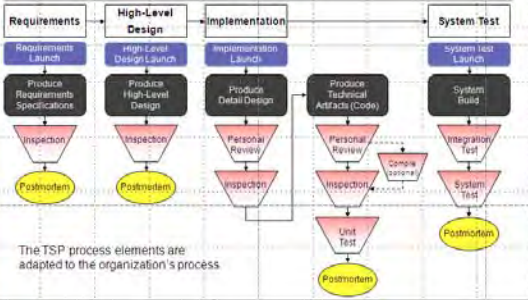 Requirements
High-Level
Design
Implementation
System Test
Requirements
Launch
High-Level
Design Launch
Implementation
Launch
System Test
Launch
Produce
Requirements
Specifications
Produce
High-Level
Design
Produce
Detail Design
Produce
Technical
Artifacts (Code)
System
Build
Inspection
Inspection
Personal
Review
Personal
Review
Compile
(optional)
Integration
Test
Postmortem
Postmortem
Inspection
Inspection
System
Test
Unit
Test
Postmortem
Postmortem
The TSP process elements are
adapted to the organization's process